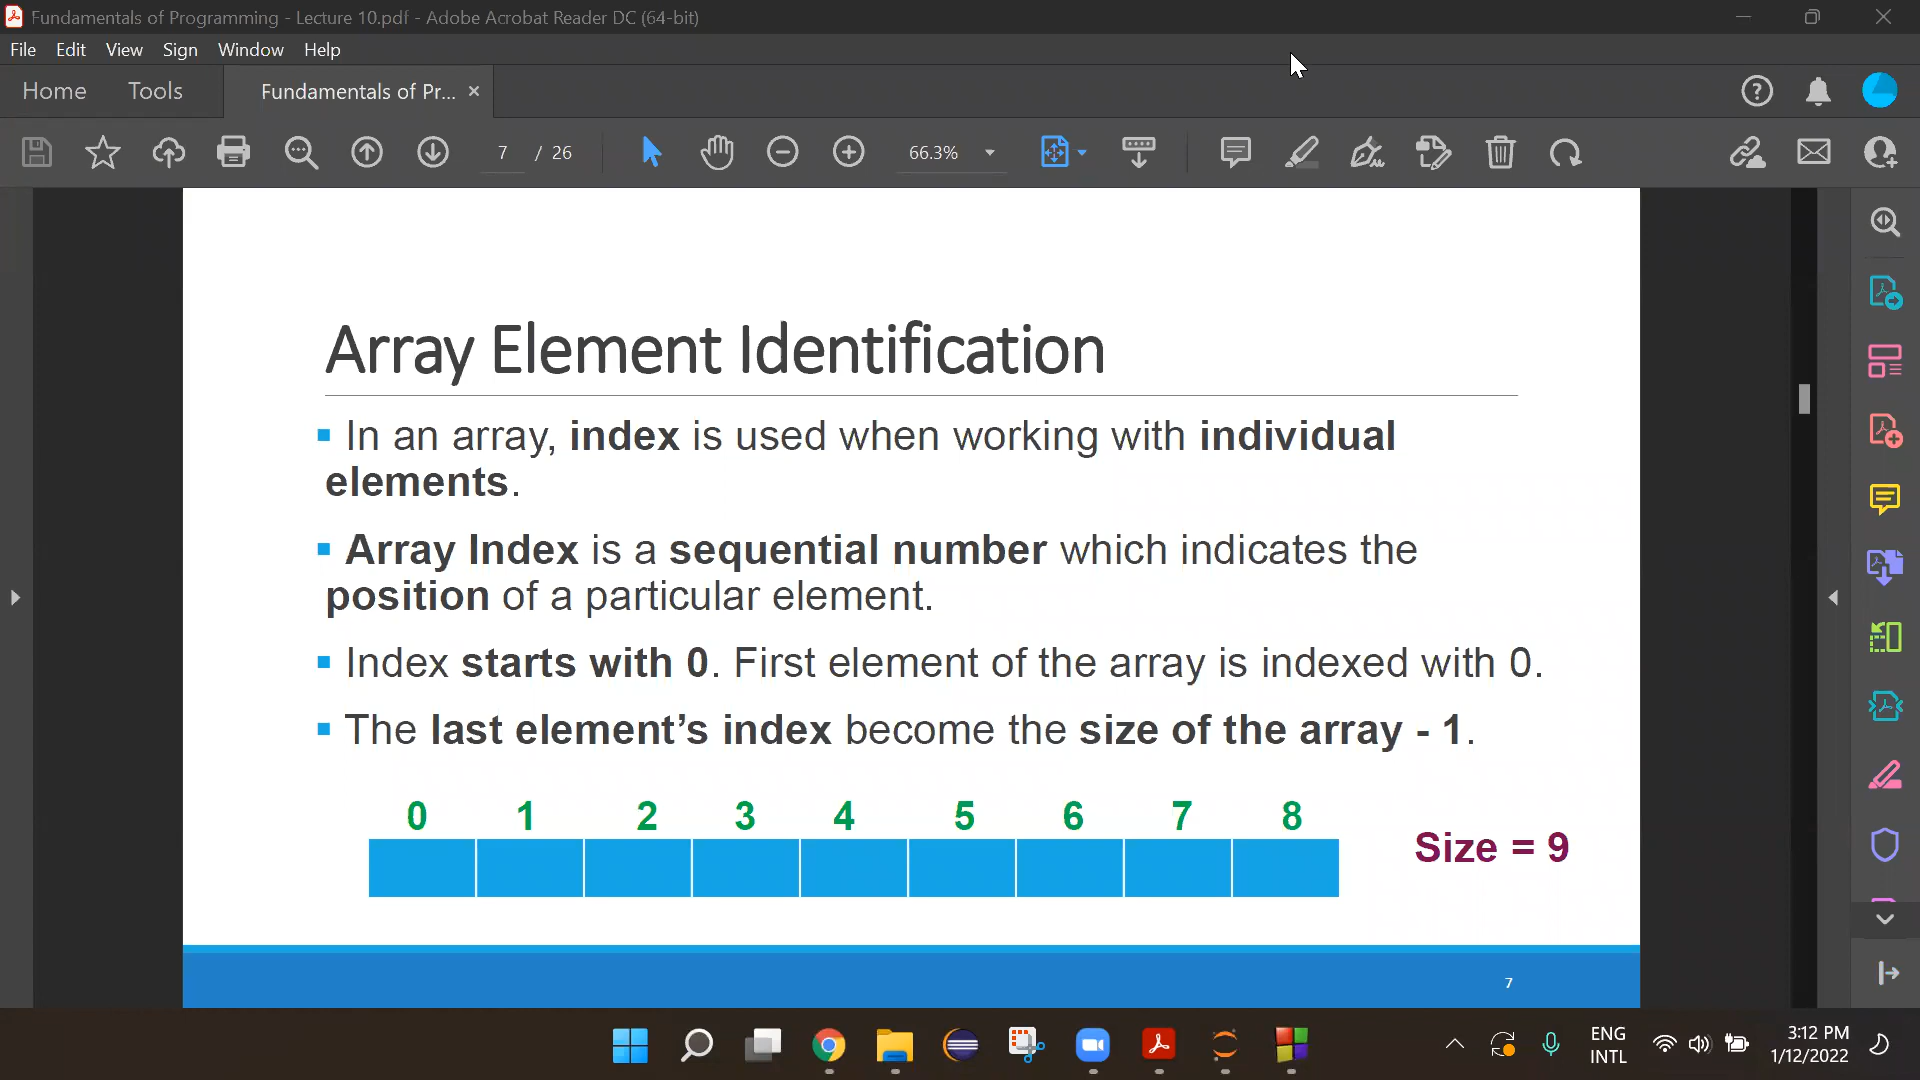 Fundamentals of Programming - Lecture 10.pdf - Adobe Acrobat Reader DC (64-bit)
File Edit View Sign Window Help
Home Tools Fundamentals of Pr... ×
7 / 26 66.3%
Array Element Identification
▪ In an array, index is used when working with individual
elements.
▪ Array Index is a sequential number which indicates the
position of a particular element.
▪ Index starts with 0. First element of the array is indexed with 0.
▪ The last element’s index become the size of the array - 1.
0 1 2 3 4 5 6 7 8
Size = 9
7
ENG 3:12 PM
INTL 1/12/2022